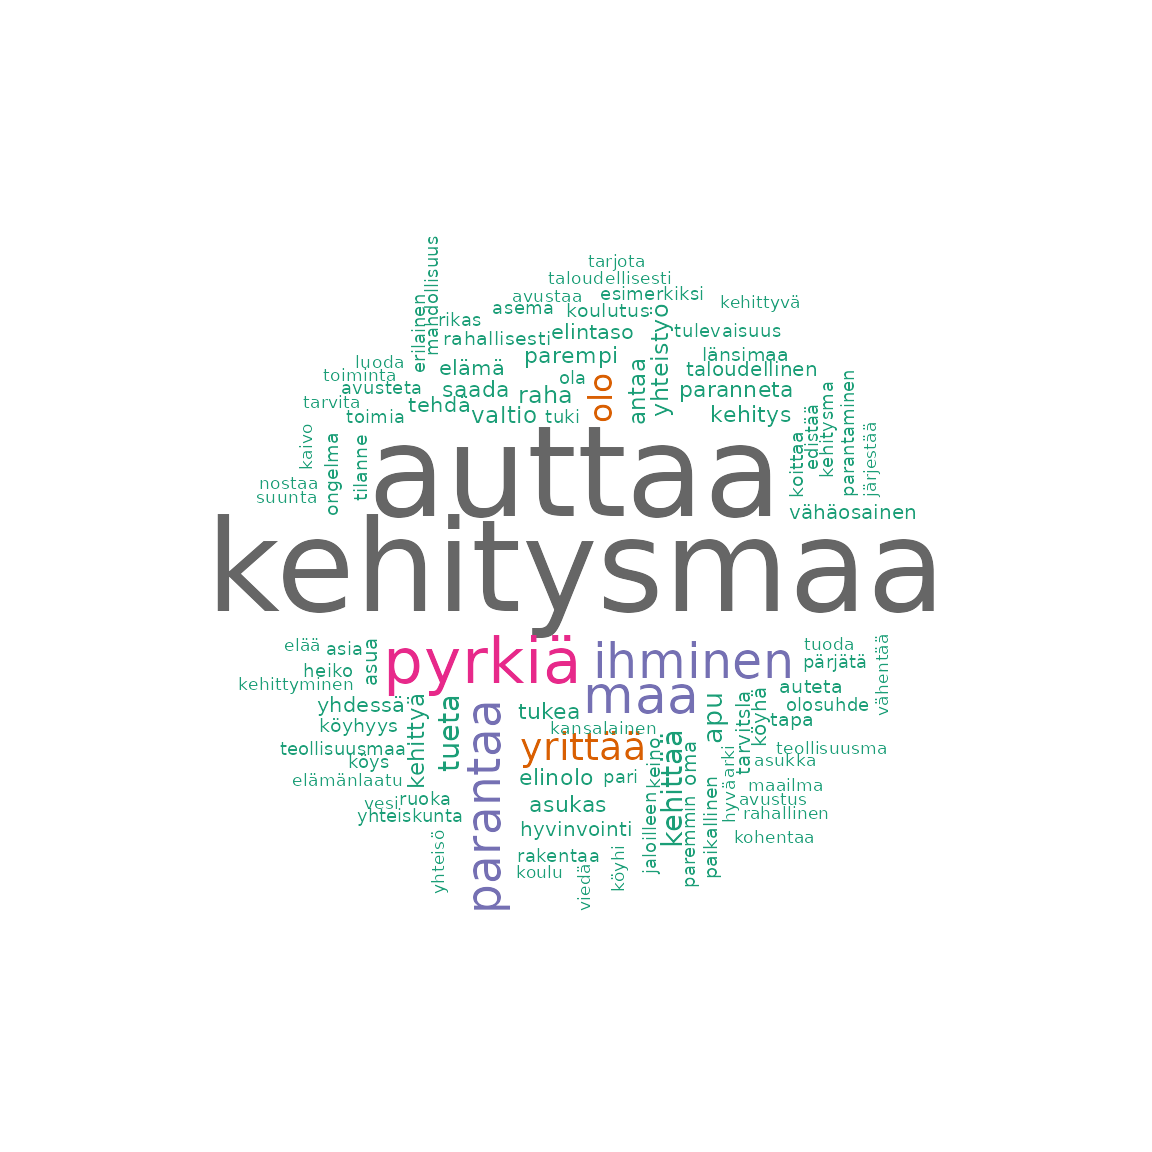 mahdollisuus
tarjota
taloudellisesti
avustaa
esimerkiksi
erilainen
kehittyvä
asema
koulutus
rikas
elintaso
tulevaisuus
rahallisesti
yhteistyö
parempi
länsimaa
luoda
elämä
antaa
taloudellinen
toiminta
ola
olo
avusteta
saada
raha
paranneta
tarvita
tehdä
toimia
valtio
tuki
kehitys
parantaminen
kehitysma
edistää
järjestää
kaivo
ongelma
tilanne
koittaa
auttaa
nostaa
suunta
vähäosainen
kehitysmaa
elää
asia
asua
pyrkiä
ihminen
tuoda
pärjätä
vähentää
heiko
kehittyminen
maa
auteta
yhdessä
kehittyä
tueta
parantaa
tukea
apu
tarvitsla
köyhä
olosuhde
köyhyys
kansalainen
tapa
teollisuusmaa
yrittää
keino
kehittää
oma
arki
teollisuusma
köys
asukka
elämänlaatu
elinolo
pari
hyvä
maailma
vesi
ruoka
asukas
jaloilleen
paremmin
paikallinen
avustus
yhteiskunta
rahallinen
hyvinvointi
kohentaa
yhteisö
rakentaa
koulu
viedä
köyhi